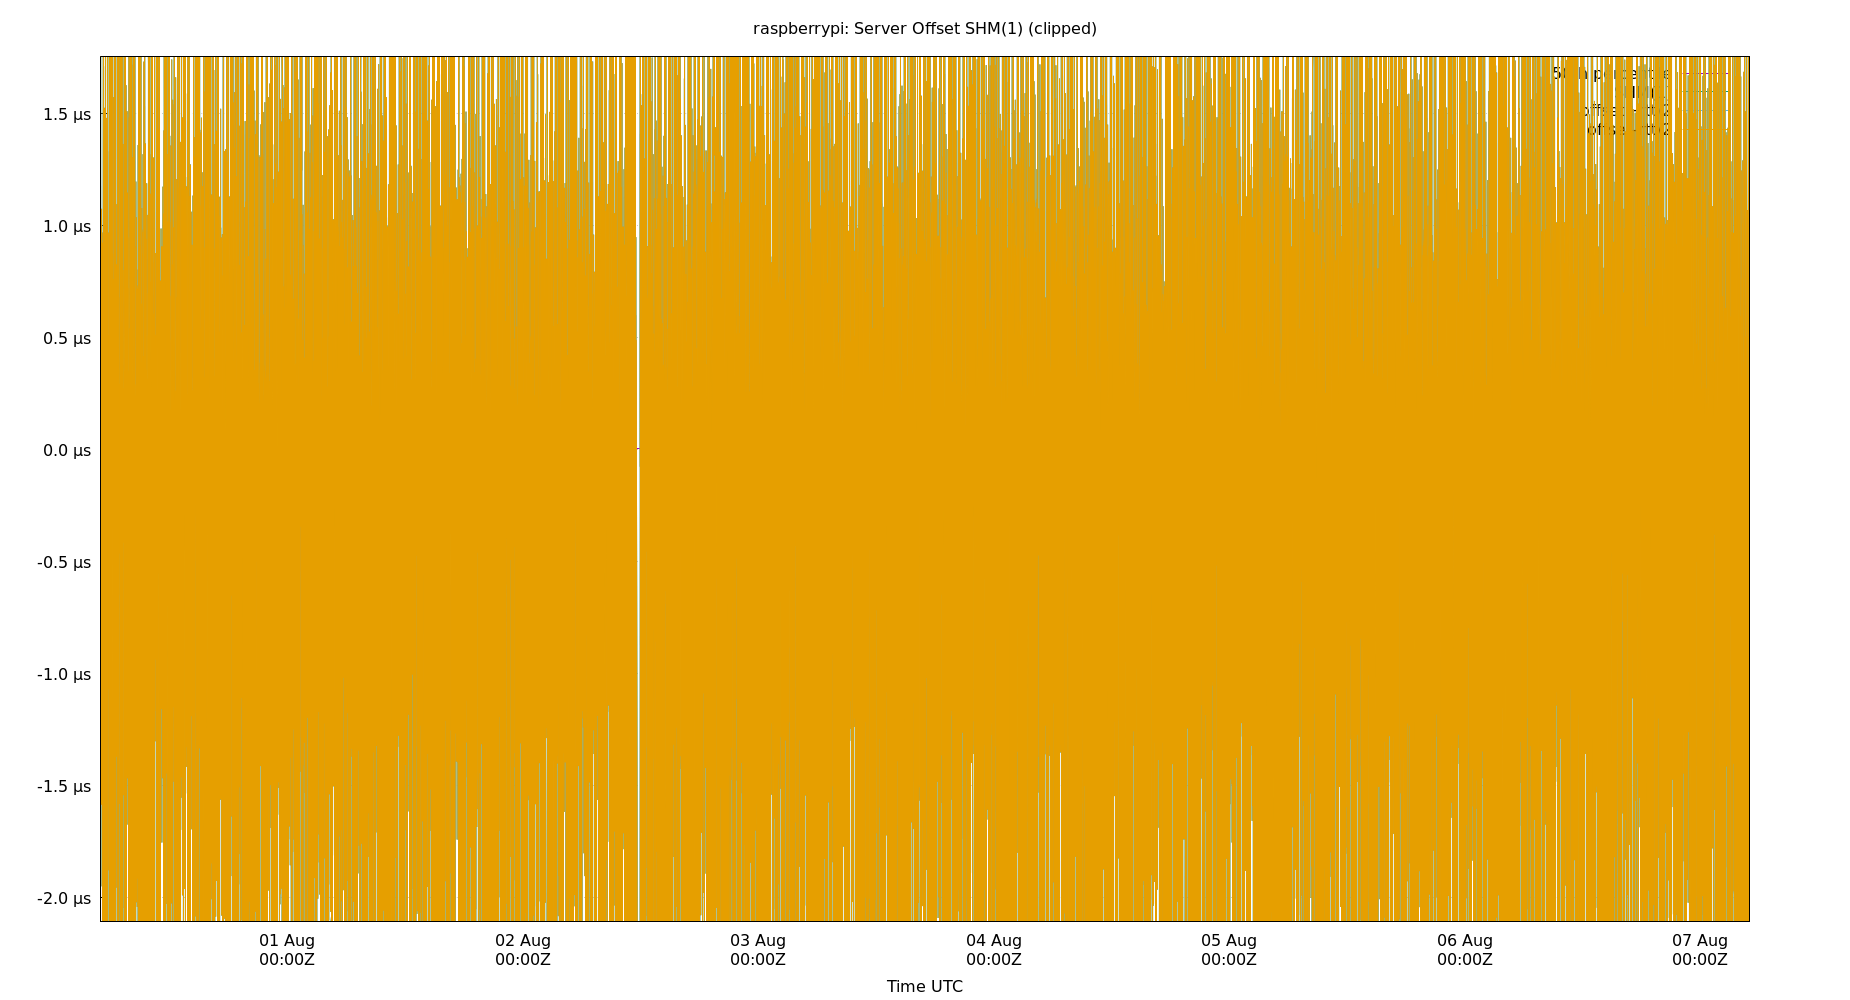 raspberrypi: Server Offset SHM(1) (clipped)
1.5 µs
1.0 µs
0.5 µs
0.0 µs
-0.5 µs
-1.0 µs
-1.5 µs
-2.0 µs
01 Aug 02 Aug 03 Aug 04 Aug 05 Aug 06 Aug 07 Aug
00:00Z 00:00Z 00:00Z 00:00Z 00:00Z 00:00Z 00:00Z
Time UTC